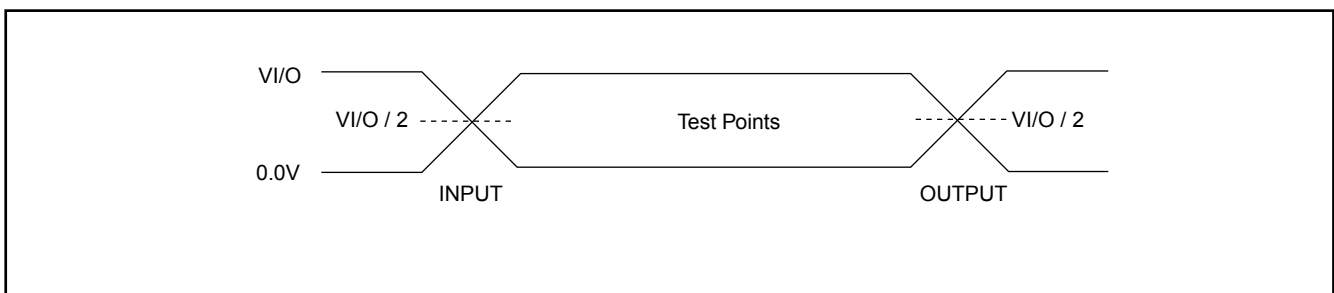 VI/O
VI/O / 2
Test Points
VI/O / 2
0.0V
INPUT
OUTPUT